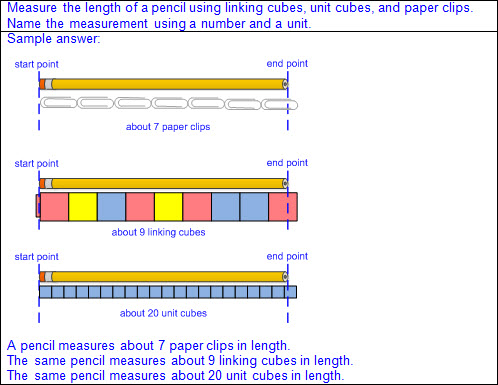 Measure the length of a pencil using linking cubes, unit cubes, and paper clips.
Name the measurement using a number and a unit.
Sample answer:
start point
end point
about 7 paper clips
start point
end point
about 9 linking cubes
start point
end point
about 20 unit cubes
A pencil measures about 7 paper clips in length.
The same pencil measures about 9 linking cubes in length.
The same pencil measures about 20 unit cubes in length.